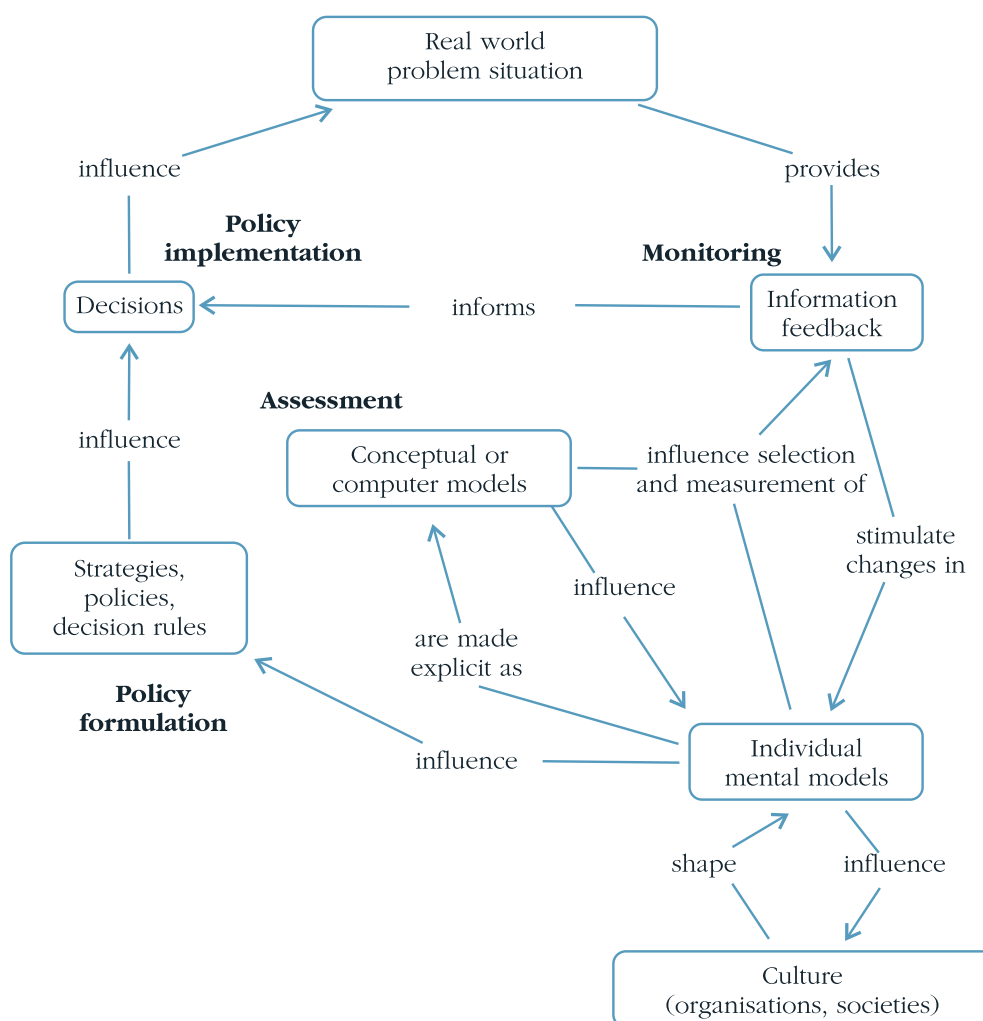 Real world
problem situation
influence
provides
Policy
implementation
Monitoring
Decisions
informs
Information
feedback
Assessment
influence
Conceptual or
computer models
influence selection
and measurement of
stimulate
changes in
Strategies,
policies,
decision rules
influence
are made
explicit as
Policy
formulation
influence
Individual
mental models
shape
influence
Culture
(organisations, societies)